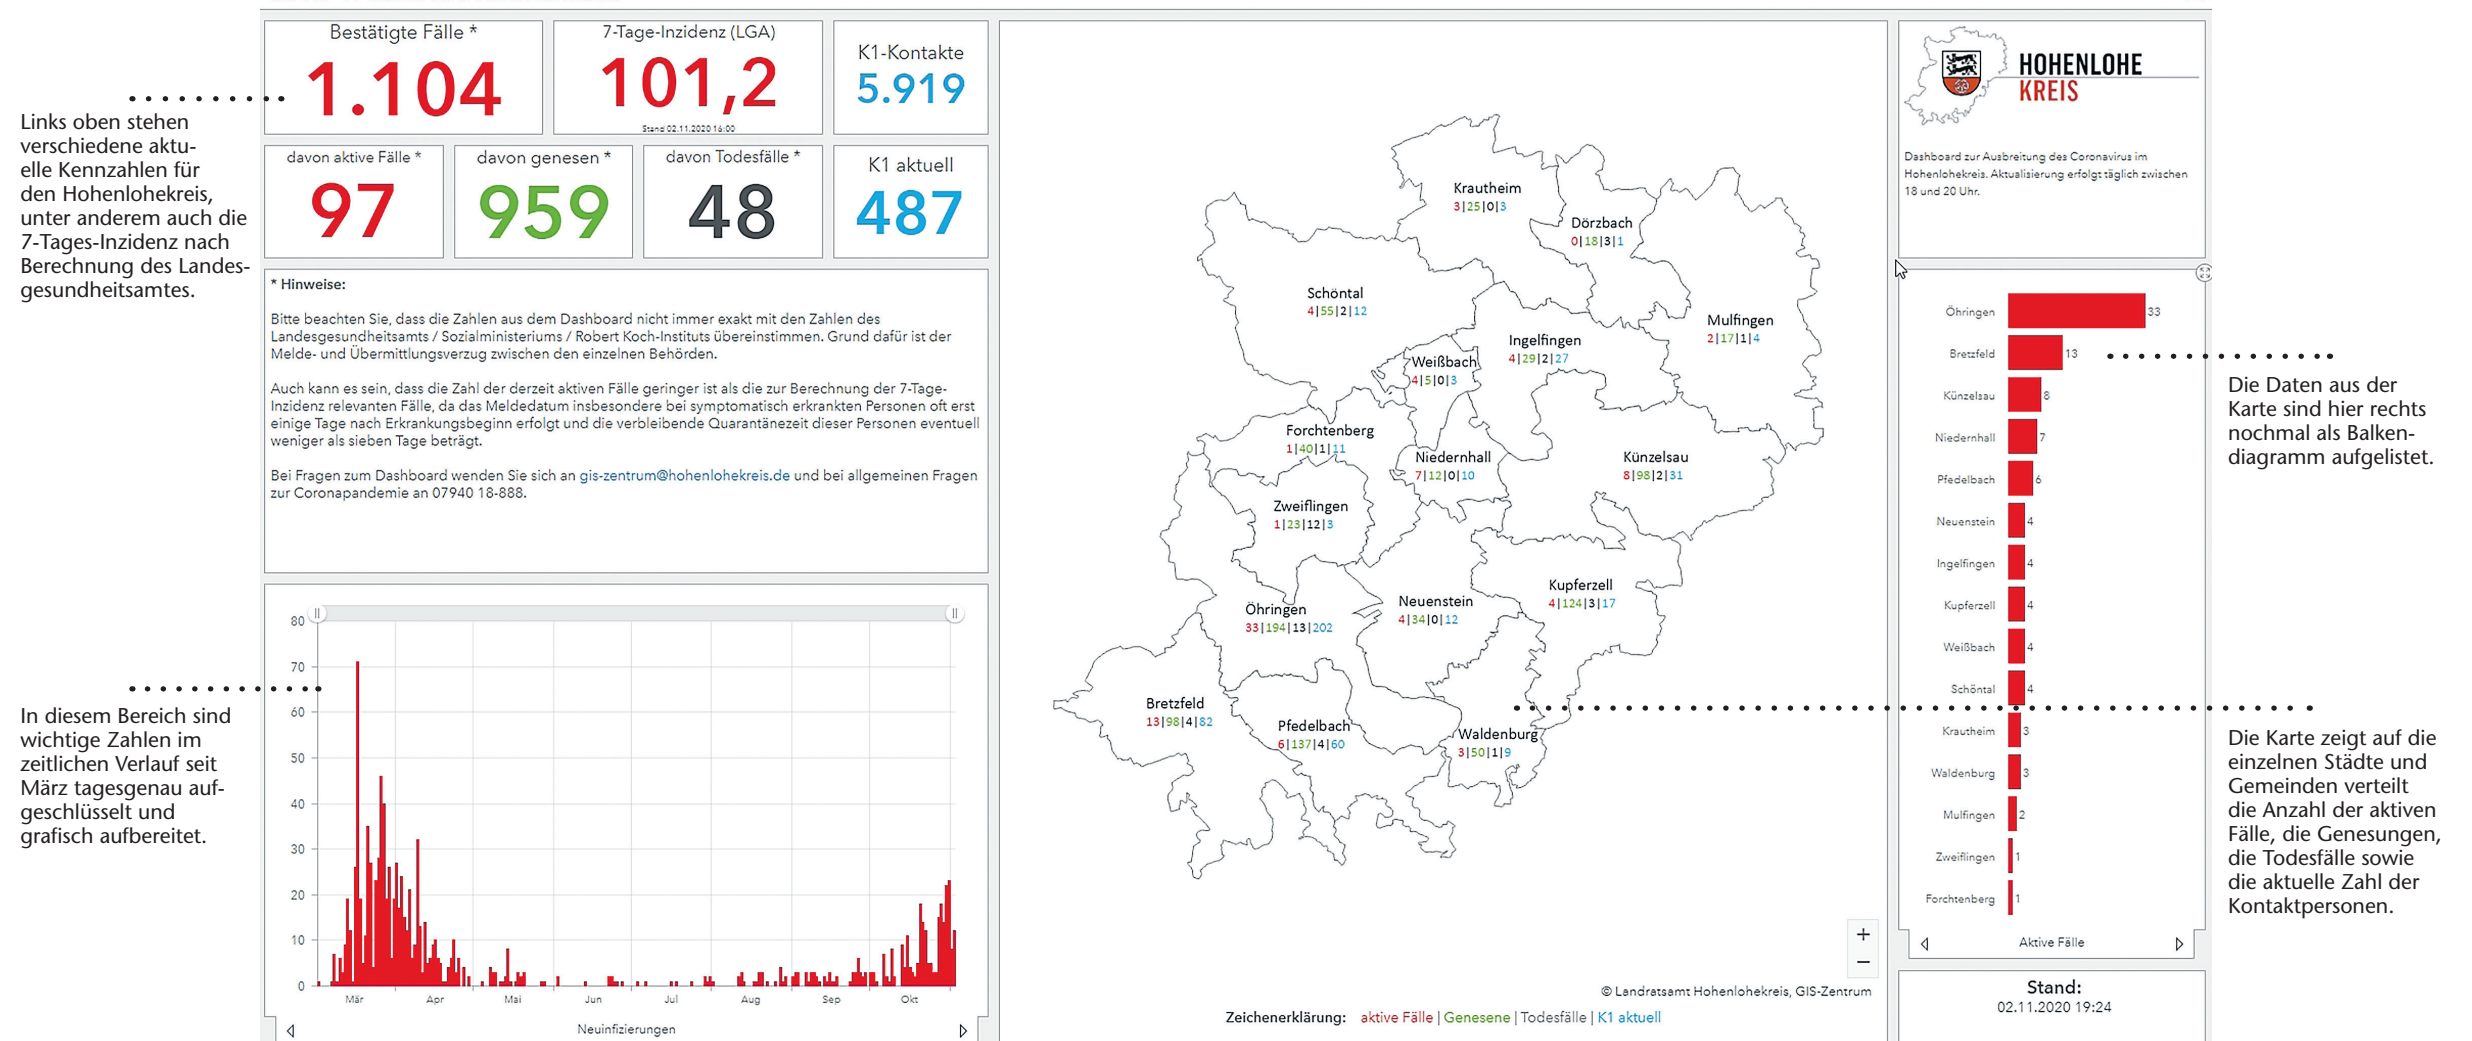 Links oben stehen
verschiedene aktu-
elle Kennzahlen für
den Hohenlohekreis,
unter anderem auch die
7-Tages-Inzidenz nach
Berechnung des Landes-
gesundheitsamtes.
In diesem Bereich sind
wichtige Zahlen im
zeitlichen Verlauf seit
März tagesgenau auf-
geschlüsselt und
grafisch aufbereitet.
Bestätigte Fälle *
1.104
7-Tage-Inzidenz (LGA)
101,2
Stand 02.11.2020 16:00
K1-Kontakte
5.919
davon aktive Fälle *
97
davon genesen *
959
davon Todesfälle *
48
K1 aktuell
487
* Hinweise:
Bitte beachten Sie, dass die Zahlen aus dem Dashboard nicht immer exakt mit den Zahlen des
Landesgesundheitsamts / Sozialministeriums / Robert Koch-Instituts übereinstimmen. Grund dafür ist der
Melde- und Übermittlungsverzug zwischen den einzelnen Behörden.
Auch kann es sein, dass die Zahl der derzeit aktiven Fälle geringer ist als die zur Berechnung der 7-Tage-
Inzidenz relevanten Fälle, da das Meldedatum insbesondere bei symptomatisch erkrankten Personen oft erst
einige Tage nach Erkrankungsbeginn erfolgt und die verbleibende Quarantänezeit dieser Personen eventuell
weniger als sieben Tage beträgt.
Bei Fragen zum Dashboard wenden Sie sich an gis-zentrum@hohenlohekreis.de und bei allgemeinen Fragen
zur Coronapandemie an 07940 18-888.
80
70
60
50
40
30
20
10
0
Mär Apr Mai Jun Jul Aug Sep Okt
Neuinfizierungen
Krautheim
3|25|0|3
Dörzbach
0|18|3|1
Schöntal
4|55|2|12
Mulfingen
2|17|1|4
Ingelfingen
4|29|2|27
Weißbach
4|5|0|3
Forchtenberg
1|40|1|11
Niedernhall
7|12|0|10
Künzelsau
8|98|2|31
Zweiflingen
1|23|12|3
Kupferzell
4|124|3|17
Neuenstein
4|34|0|12
Öhringen
33|194|13|202
Bretzfeld
13|98|4|82
Pfedelbach
6|137|4|60
Waldenburg
3|50|1|9
+
−
© Landratsamt Hohenlohekreis, GIS-Zentrum
Zeichenerklärung: aktive Fälle | Genesene | Todesfälle | K1 aktuell
HOHENLOHE
KREIS
Dashboard zur Ausbreitung des Coronavirus im
Hohenlohekreis. Aktualisierung erfolgt täglich zwischen
18 und 20 Uhr.
Öhringen 33
Bretzfeld 13
Künzelsau 8
Niedernhall 7
Pfedelbach 6
Neuenstein 4
Ingelfingen 4
Kupferzell 4
Weißbach 4
Schöntal 4
Krautheim 3
Waldenburg 3
Mulfingen 2
Zweiflingen 1
Forchtenberg 1
Aktive Fälle
Stand:
02.11.2020 19:24
Die Daten aus der
Karte sind hier rechts
nochmal als Balken-
diagramm aufgelistet.
Die Karte zeigt auf die
einzelnen Städte und
Gemeinden verteilt
die Anzahl der aktiven
Fälle, die Genesungen,
die Todesfälle sowie
die aktuelle Zahl der
Kontaktpersonen.